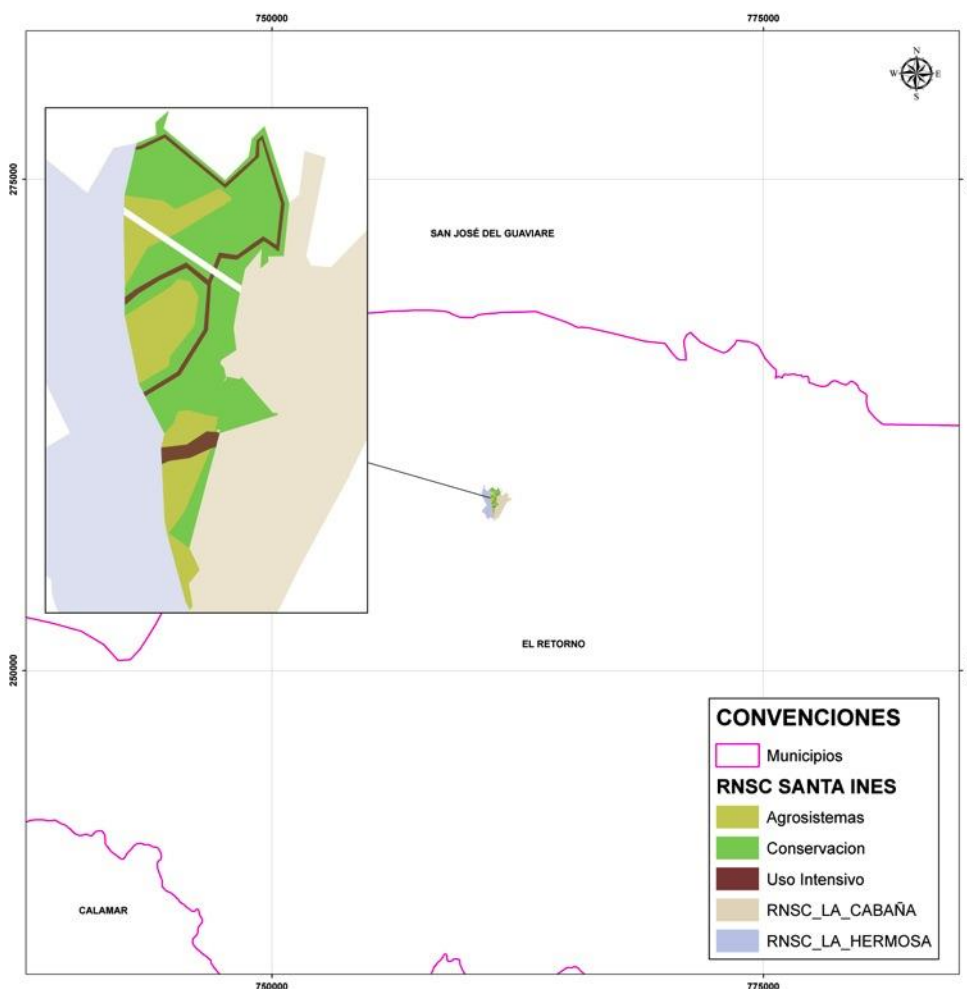 750000
775000
N
W
E
S
275000
275000
SAN JOSÉ DEL GUAVIARE
EL RETORNO
250000
CONVENCIONES
Municipios
RNSC SANTA INES
Agrosistemas
Conservacion
Uso Intensivo
RNSC_LA_CABAÑA
RNSC_LA_HERMOSA
CALAMAR
750000
775000